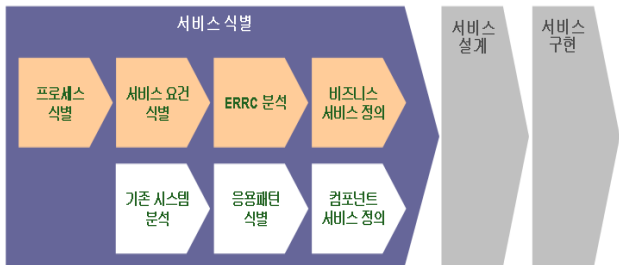 서비스 식별
서비스
설계
서비스
구현
프로세스
식별
서비스 요건
식별
ERRC 분석
비즈니스
서비스 정의
기존 시스템
분석
응용패턴
식별
컴포넌트
서비스 정의